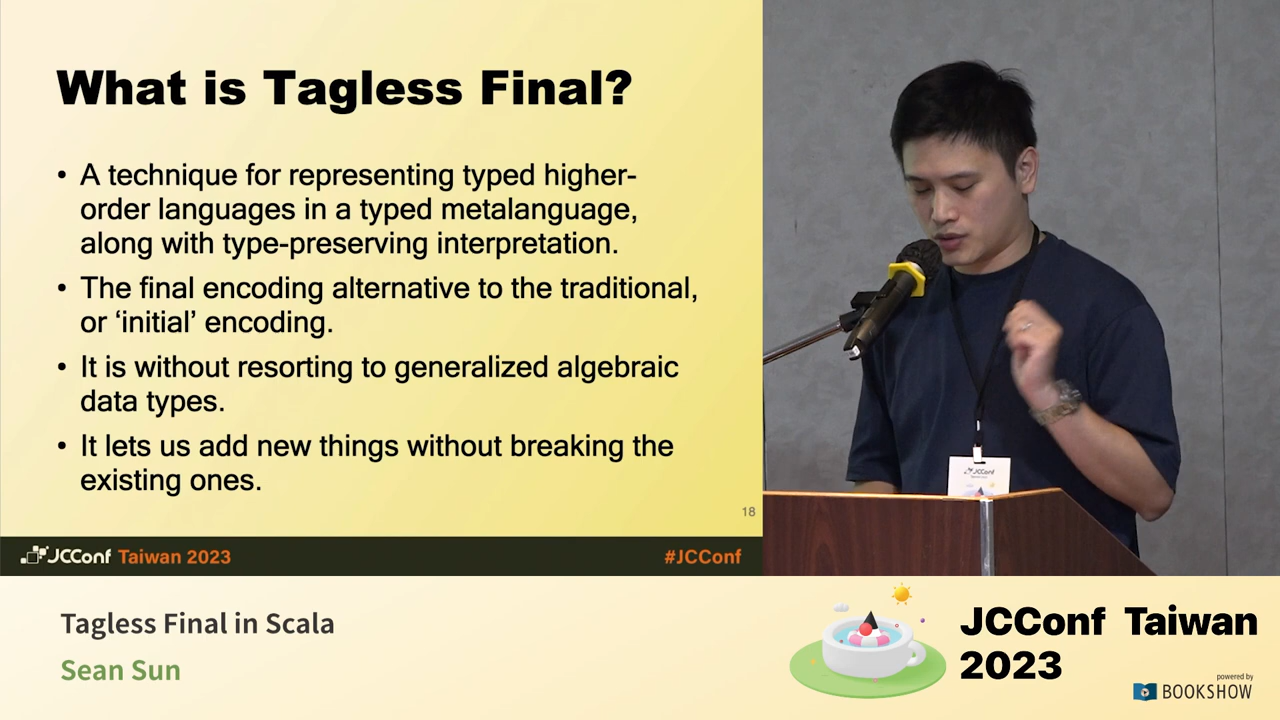 What is Tagless Final?
• A technique for representing typed higher-
order languages in a typed metalanguage,
along with type-preserving interpretation.
• The final encoding alternative to the traditional,
or ‘initial’ encoding.
• It is without resorting to generalized algebraic
data types.
• It lets us add new things without breaking the
existing ones.
18
JCConf Taiwan 2023
#JCConf
JCConf
Tagless Final in Scala
Sean Sun
JCConf Taiwan
2023
powered by
BOOKSHOW